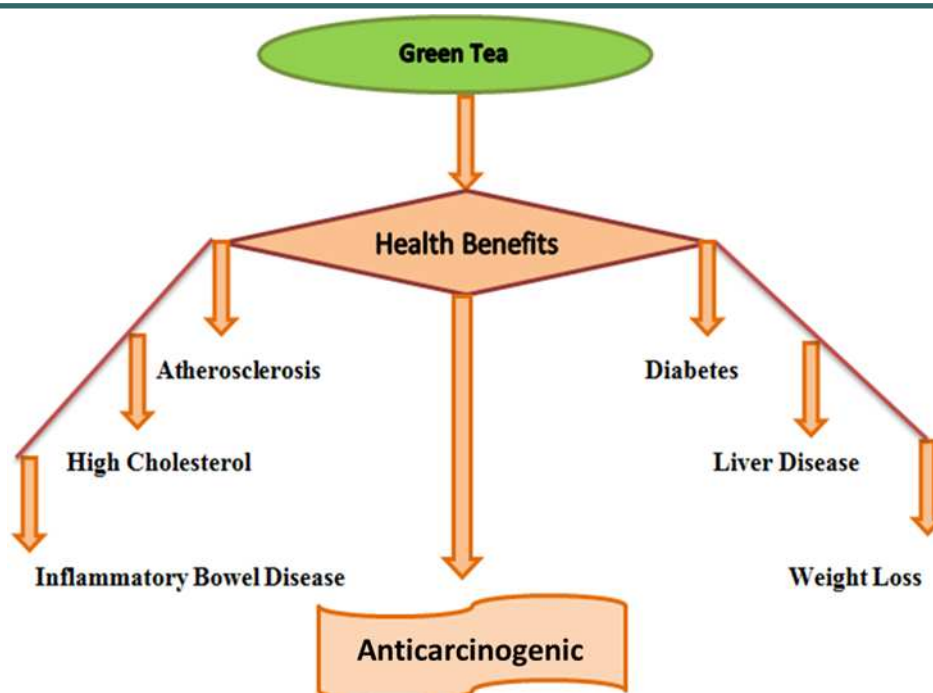 Green Tea
Health Benefits
Atherosclerosis
Diabetes
High Cholesterol
Liver Disease
Inflammatory Bowel Disease
Weight Loss
Anticarcinogenic